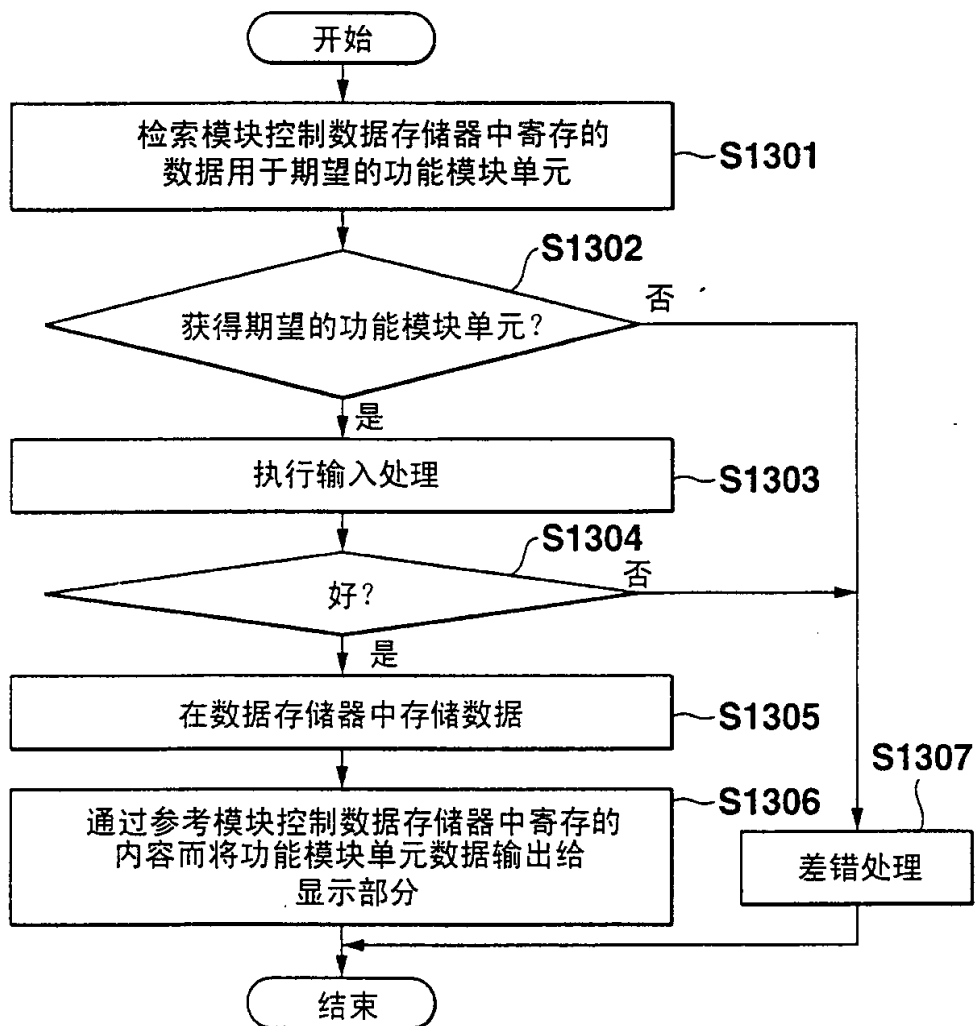 开始
检索模块控制数据存储器中寄存的
数据用于期望的功能模块单元
S1301
S1302
获得期望的功能模块单元?
否
是
执行输入处理
S1303
S1304
好?
否
是
在数据存储器中存储数据
S1305
S1307
通过参考模块控制数据存储器中寄存的
内容而将功能模块单元数据输出给
显示部分
S1306
差错处理
结束